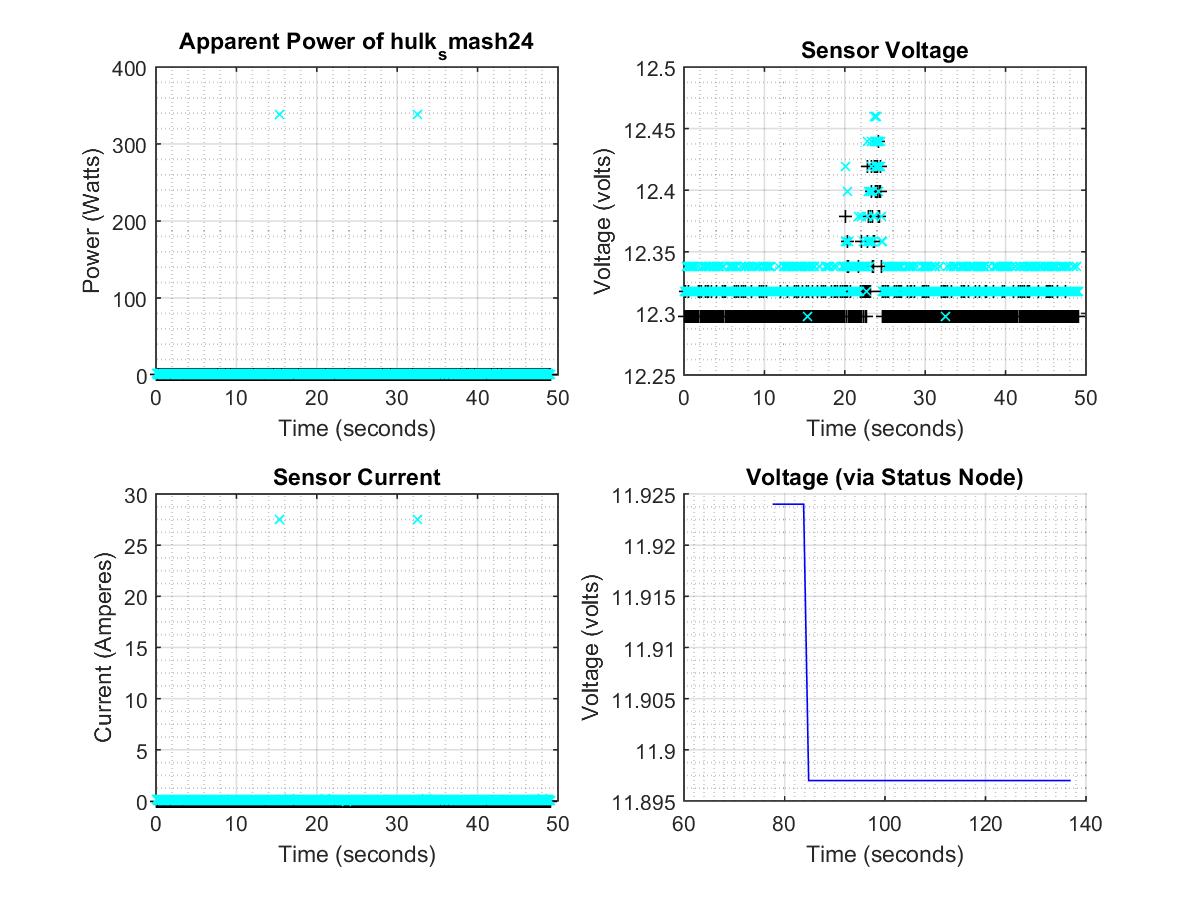 Apparent Power of hulksmash24
400
300
200
100
0
Power (Watts)
0 10 20 30 40 50
Time (seconds)
Sensor Voltage
12.5
12.45
12.4
12.35
12.3
12.25
Voltage (volts)
0 10 20 30 40 50
Time (seconds)
Sensor Current
30
25
20
15
10
5
0
Current (Amperes)
0 10 20 30 40 50
Time (seconds)
Voltage (via Status Node)
11.925
11.92
11.915
11.91
11.905
11.9
11.895
Voltage (volts)
60 80 100 120 140
Time (seconds)